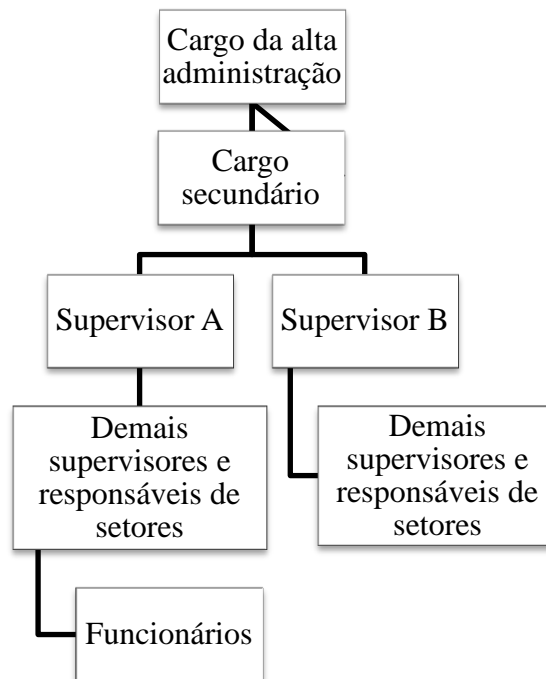 Cargo da alta
administração
Cargo
secundário
Supervisor A
Supervisor B
Demais
supervisores e
responsáveis de
setores
Demais
supervisores e
responsáveis de
setores
Funcionários